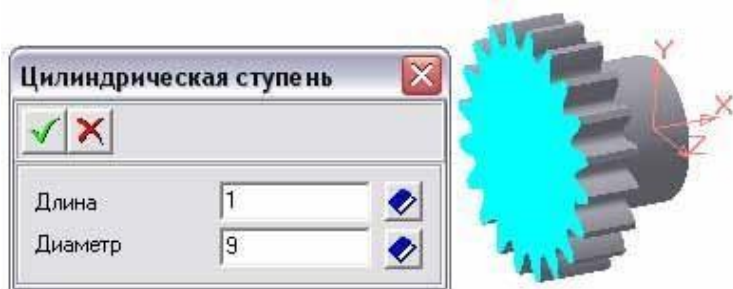 Цилиндрическая ступень
Длина 1
Диаметр 9
Y
X
Z